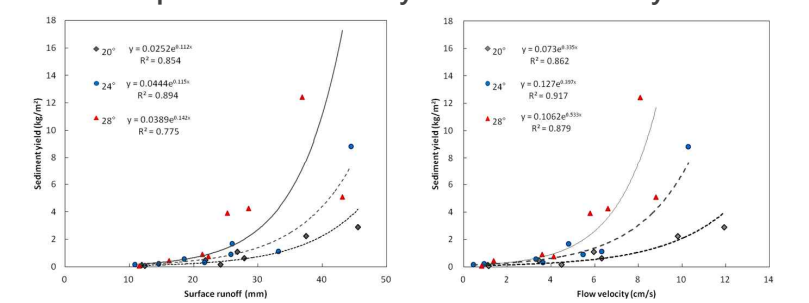 18
16
14
12
10
8
6
4
2
0
Sediment yield (kg/m²)
20°   y = 0.0252e^0.112x
R² = 0.854
24°   y = 0.0444e^0.115x
R² = 0.894
28°   y = 0.0389e^0.142x
R² = 0.775
0 10 20 30 40 50
Surface runoff (mm)
18
16
14
12
10
8
6
4
2
0
Sediment yield (kg/m²)
20°   y = 0.073e^0.335x
R² = 0.862
24°   y = 0.127e^0.397x
R² = 0.917
28°   y = 0.1062e^0.533x
R² = 0.879
0 2 4 6 8 10 12 14
Flow velocity (cm/s)